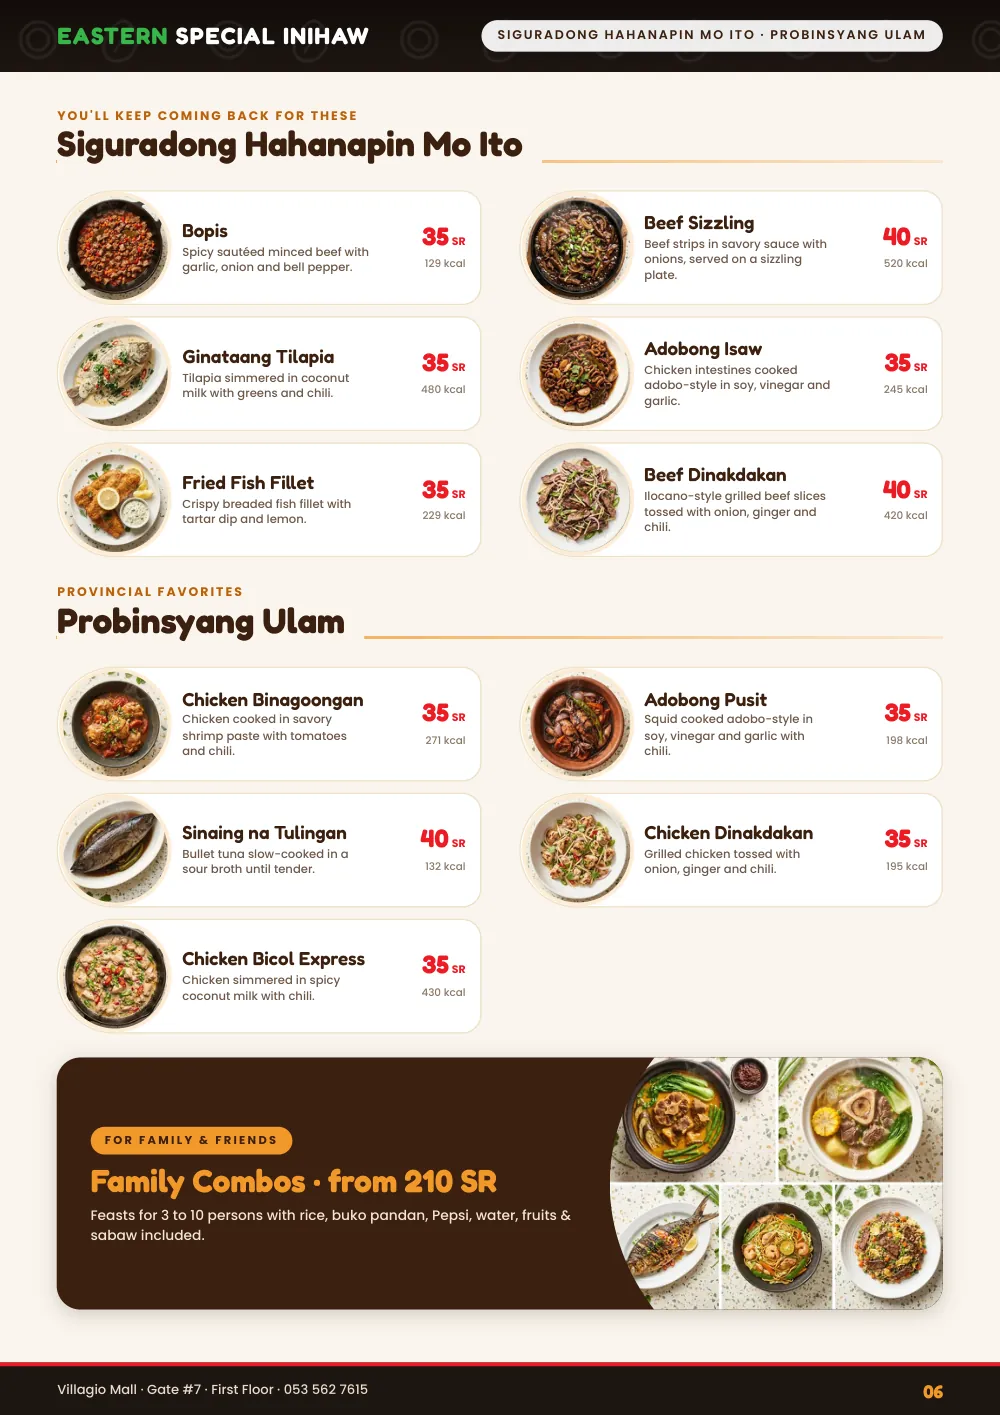 EASTERN SPECIAL INIHAW
SIGURADONG HAHANAPIN MO ITO · PROBINSYANG ULAM
YOU'LL KEEP COMING BACK FOR THESE
Siguradong Hahanapin Mo Ito
Bopis
Spicy sautéed minced beef with
garlic, onion and bell pepper.
35 SR
129 kcal
Beef Sizzling
Beef strips in savory sauce with
onions, served on a sizzling
plate.
40 SR
520 kcal
Ginataang Tilapia
Tilapia simmered in coconut
milk with greens and chili.
35 SR
480 kcal
Adobong Isaw
Chicken intestines cooked
adobo-style in soy, vinegar and
garlic.
35 SR
245 kcal
Fried Fish Fillet
Crispy breaded fish fillet with
tartar dip and lemon.
35 SR
229 kcal
Beef Dinakdakan
Ilocano-style grilled beef slices
tossed with onion, ginger and
chili.
40 SR
420 kcal
PROVINCIAL FAVORITES
Probinsyang Ulam
Chicken Binagoongan
Chicken cooked in savory
shrimp paste with tomatoes
and chili.
35 SR
271 kcal
Adobong Pusit
Squid cooked adobo-style in
soy, vinegar and garlic with
chili.
35 SR
198 kcal
Sinaing na Tulingan
Bullet tuna slow-cooked in a
sour broth until tender.
40 SR
132 kcal
Chicken Dinakdakan
Grilled chicken tossed with
onion, ginger and chili.
35 SR
195 kcal
Chicken Bicol Express
Chicken simmered in spicy
coconut milk with chili.
35 SR
430 kcal
FOR FAMILY & FRIENDS
Family Combos · from 210 SR
Feasts for 3 to 10 persons with rice, buko pandan, Pepsi, water, fruits &
sabaw included.
Villagio Mall · Gate #7 · First Floor · 053 562 7615
06